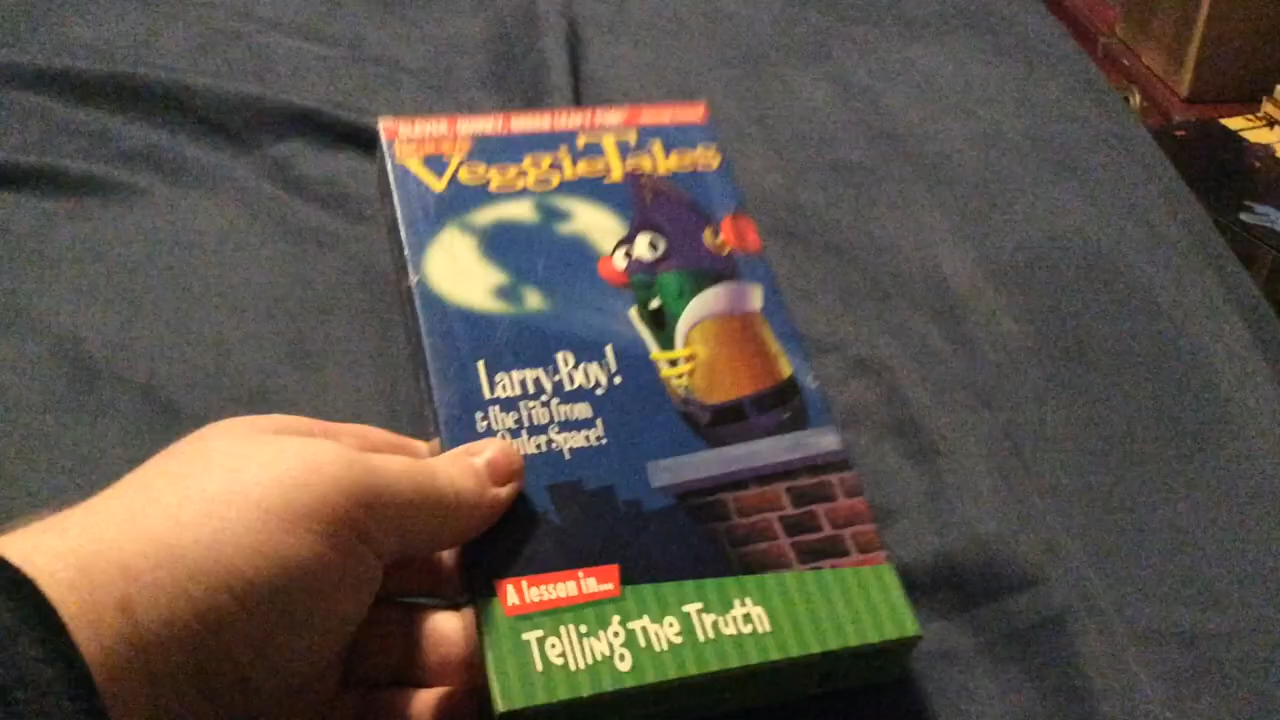 VeggieTales
Larry-Boy!
& the Fib from
Outer Space!
A lesson in...
Telling The Truth